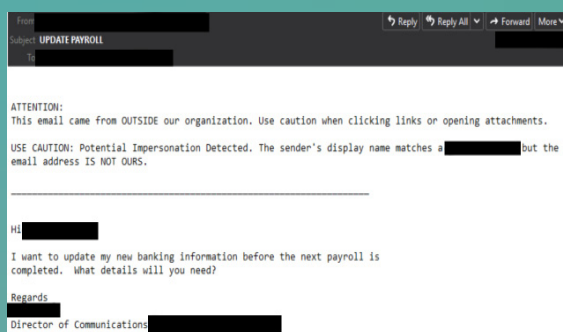 From
Reply Reply All Forward More
Subject UPDATE PAYROLL
To
ATTENTION:
This email came from OUTSIDE our organization. Use caution when clicking links or opening attachments.
USE CAUTION: Potential Impersonation Detected. The sender's display name matches a but the
email address IS NOT OURS.
Hi
I want to update my new banking information before the next payroll is
completed. What details will you need?
Regards
Director of Communications